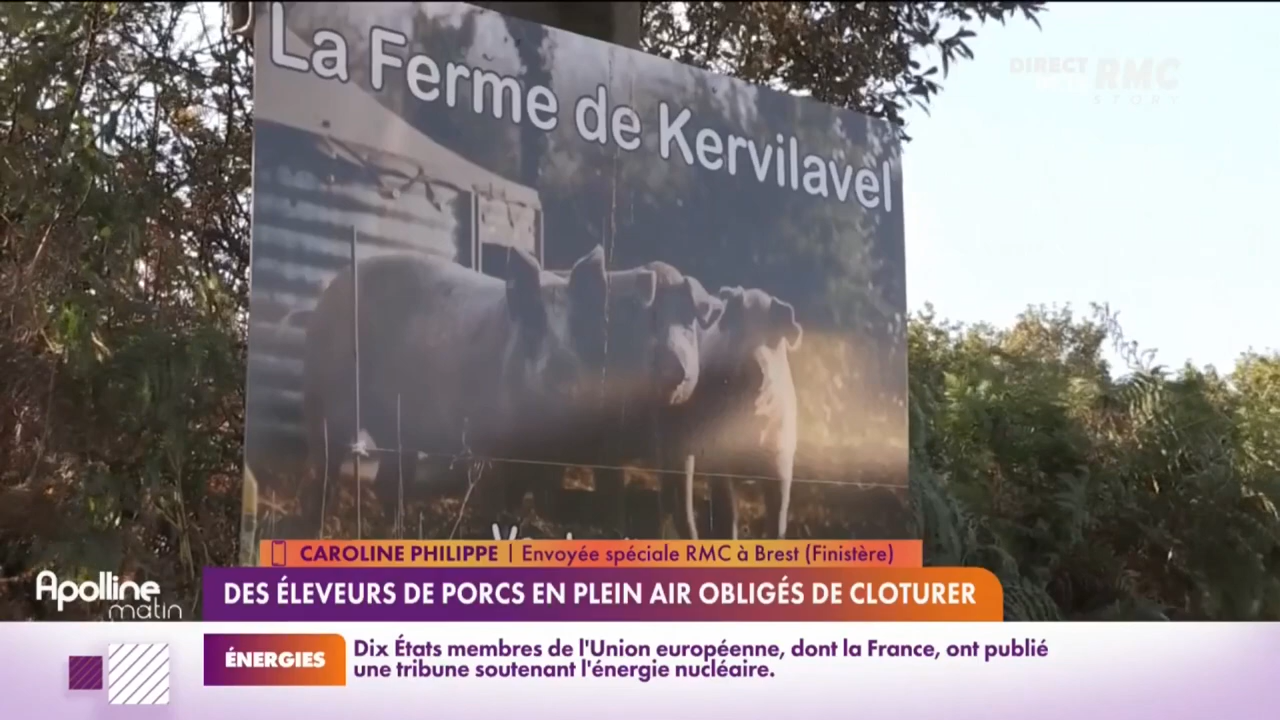 La Ferme de Kervilavel
DIRECT RMC
STORY
CAROLINE PHILIPPE | Envoyée spéciale RMC à Brest (Finistère)
DES ÉLEVEURS DE PORCS EN PLEIN AIR OBLIGÉS DE CLOTURER
Apolline
matin
ÉNERGIES
Dix États membres de l'Union européenne, dont la France, ont publié
une tribune soutenant l'énergie nucléaire.